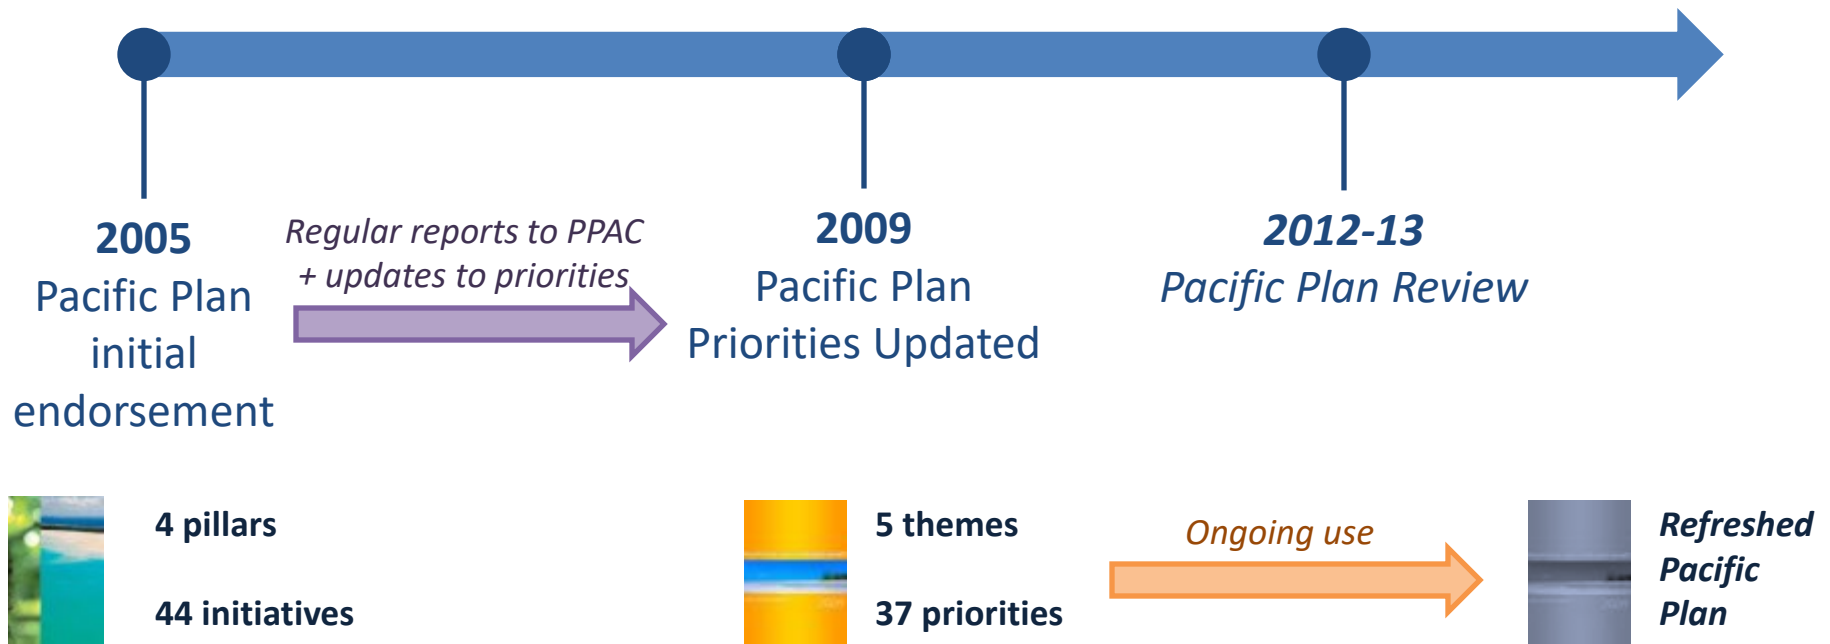 2005
Pacific Plan
initial
endorsement
Regular reports to PPAC
+ updates to priorities
2009
Pacific Plan
Priorities Updated
2012-13
Pacific Plan Review
4 pillars
44 initiatives
5 themes
37 priorities
Ongoing use
Refreshed
Pacific
Plan